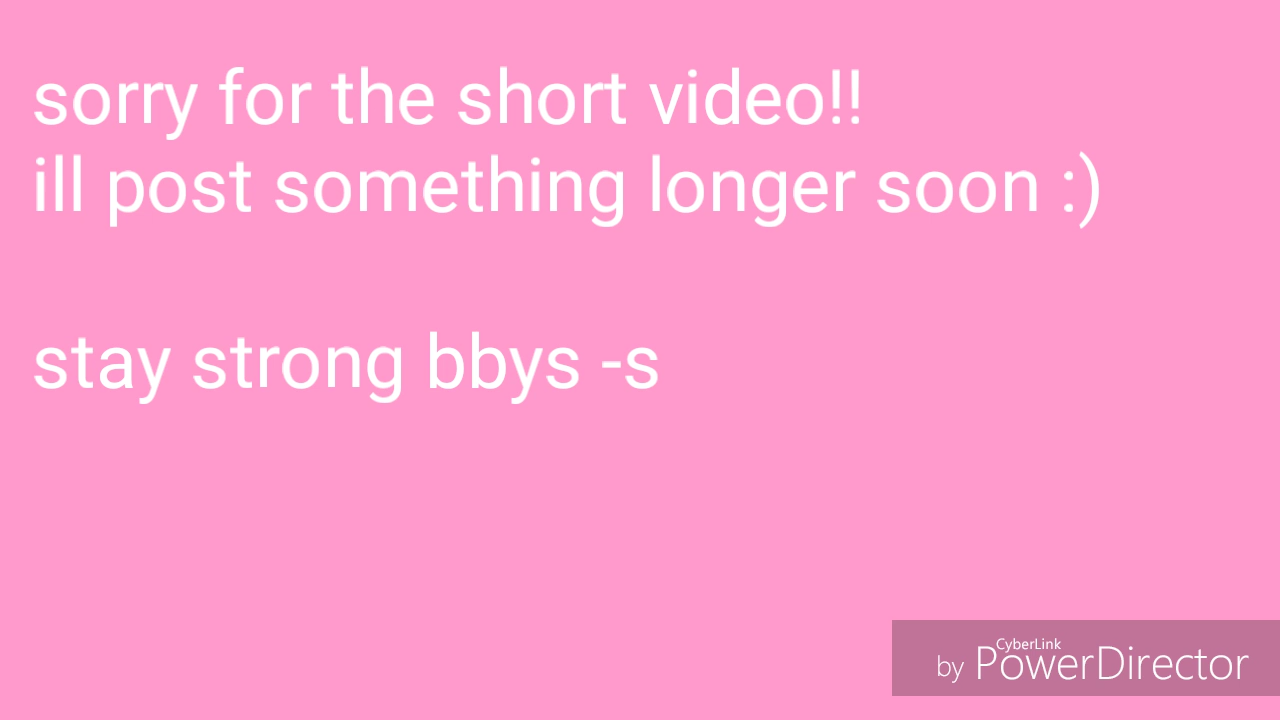 sorry for the short video!!
ill post something longer soon :)
stay strong bbys -s
by CyberLink PowerDirector